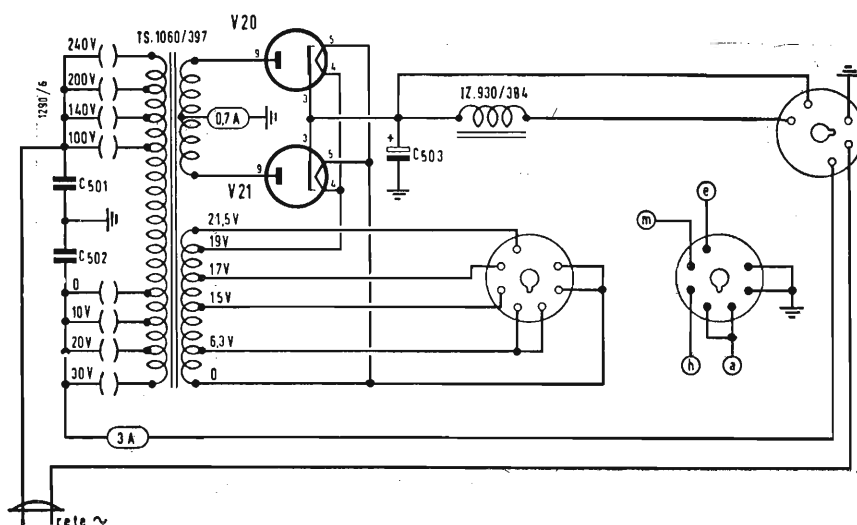 V20
TS.1060/397
240V
200V
140V
100V
1290/6
9
5
4
3
0,7 A
IZ.930/384
+
C503
3
9
5
4
V21
C501
C502
21,5V
19V
17V
15V
6,3V
0
0
10V
20V
30V
e
m
h
a
3 A
rete ~